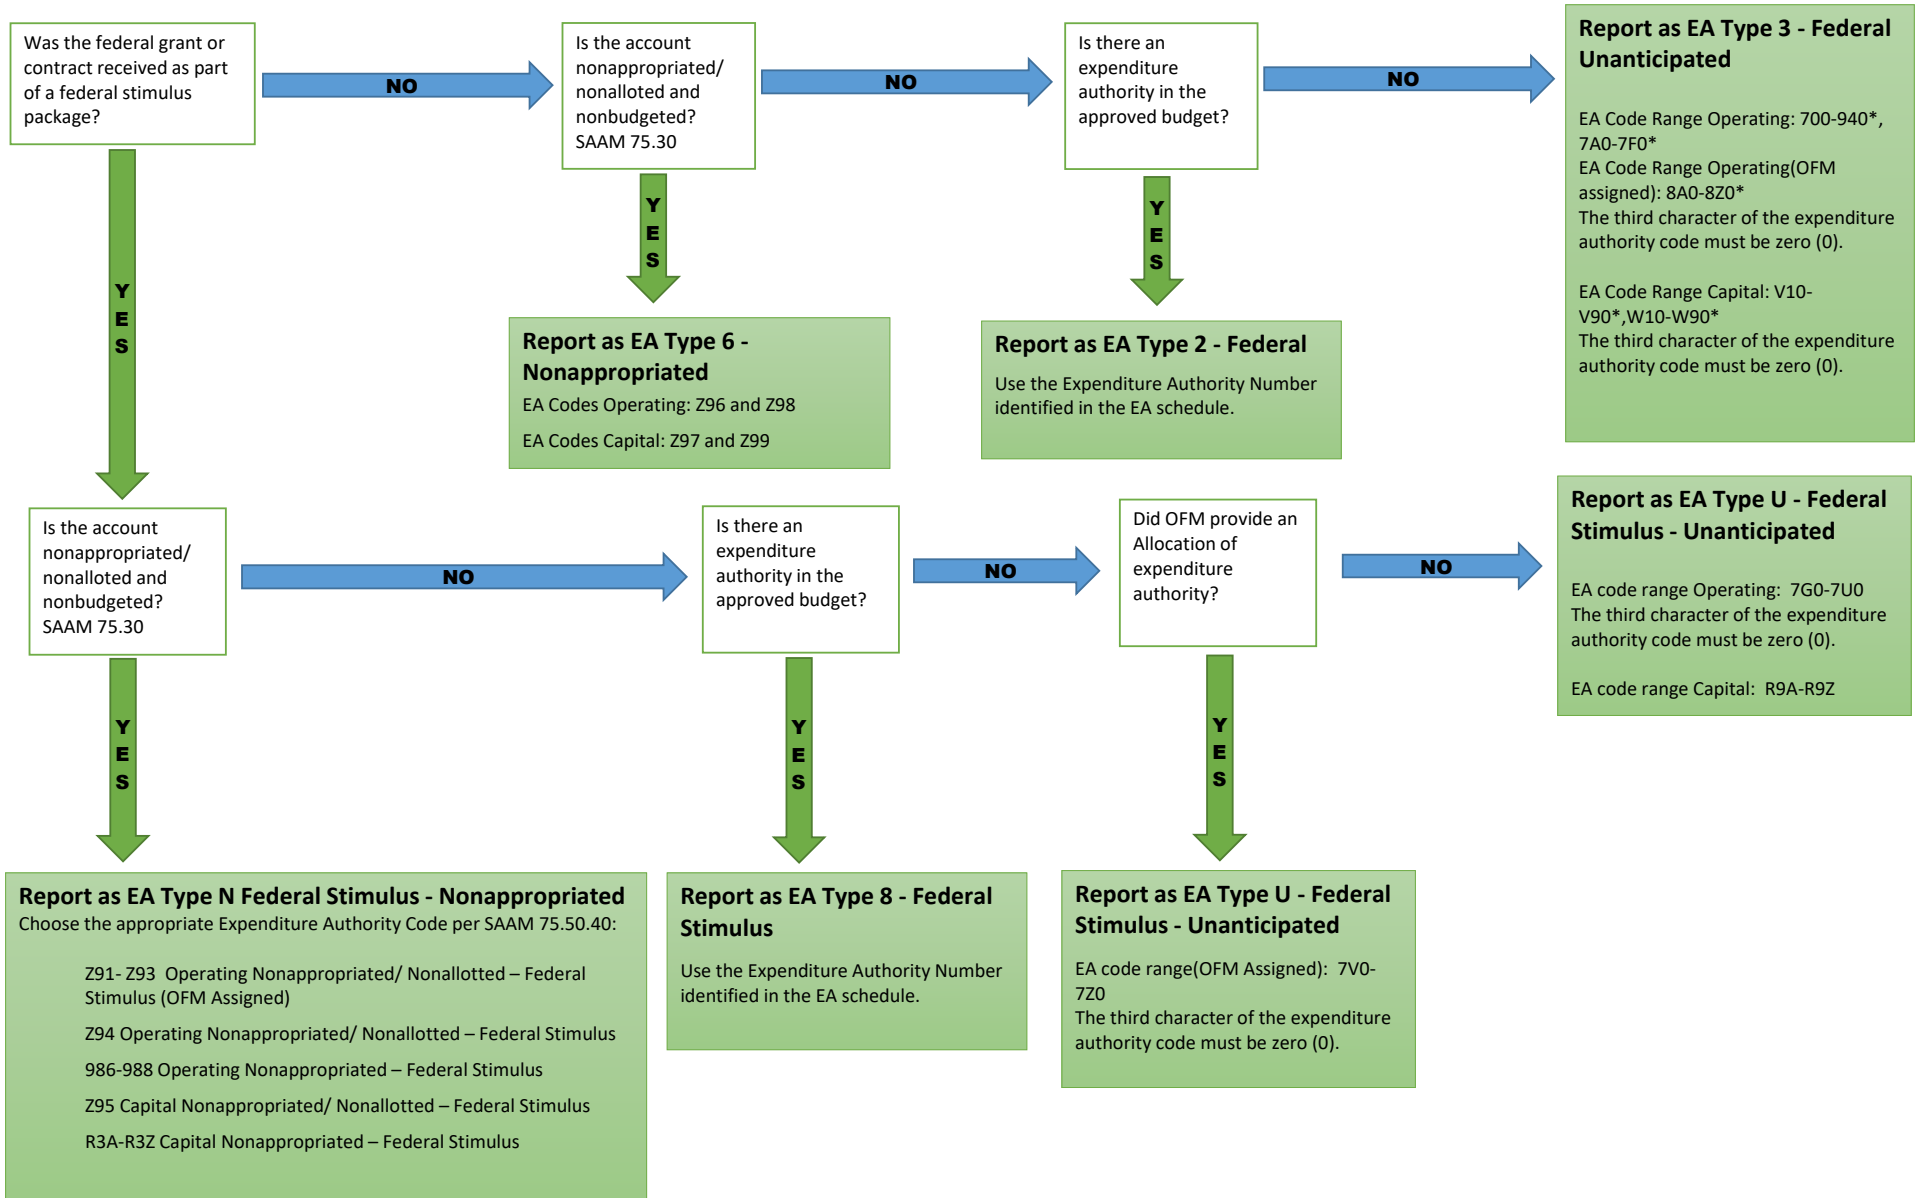 Was the federal grant or
contract received as part
of a federal stimulus
package?
NO
Is the account
nonappropriated/
nonalloted and
nonbudgeted?
SAAM 75.30
NO
Is there an
expenditure
authority in the
approved budget?
NO
Report as EA Type 3 - Federal
Unanticipated
EA Code Range Operating: 700-940*,
7A0-7F0*
EA Code Range Operating(OFM
assigned): 8A0-8Z0*
The third character of the expenditure
authority code must be zero (0).
EA Code Range Capital: V10-
V90*,W10-W90*
The third character of the expenditure
authority code must be zero (0).
Y
E
S
Y
E
S
Y
E
S
Report as EA Type 6 -
Nonappropriated
EA Codes Operating: Z96 and Z98
EA Codes Capital: Z97 and Z99
Report as EA Type 2 - Federal
Use the Expenditure Authority Number
identified in the EA schedule.
Is the account
nonappropriated/
nonalloted and
nonbudgeted?
SAAM 75.30
NO
Is there an
expenditure
authority in the
approved budget?
NO
Did OFM provide an
Allocation of
expenditure
authority?
NO
Report as EA Type U - Federal
Stimulus - Unanticipated
EA code range Operating: 7G0-7U0
The third character of the expenditure
authority code must be zero (0).
EA code range Capital: R9A-R9Z
Y
E
S
Y
E
S
Y
E
S
Report as EA Type N Federal Stimulus - Nonappropriated
Choose the appropriate Expenditure Authority Code per SAAM 75.50.40:
Z91- Z93 Operating Nonappropriated/ Nonallotted – Federal
Stimulus (OFM Assigned)
Z94 Operating Nonappropriated/ Nonallotted – Federal Stimulus
986-988 Operating Nonappropriated – Federal Stimulus
Z95 Capital Nonappropriated/ Nonallotted – Federal Stimulus
R3A-R3Z Capital Nonappropriated – Federal Stimulus
Report as EA Type 8 - Federal
Stimulus
Use the Expenditure Authority Number
identified in the EA schedule.
Report as EA Type U - Federal
Stimulus - Unanticipated
EA code range(OFM Assigned): 7V0-
7Z0
The third character of the expenditure
authority code must be zero (0).